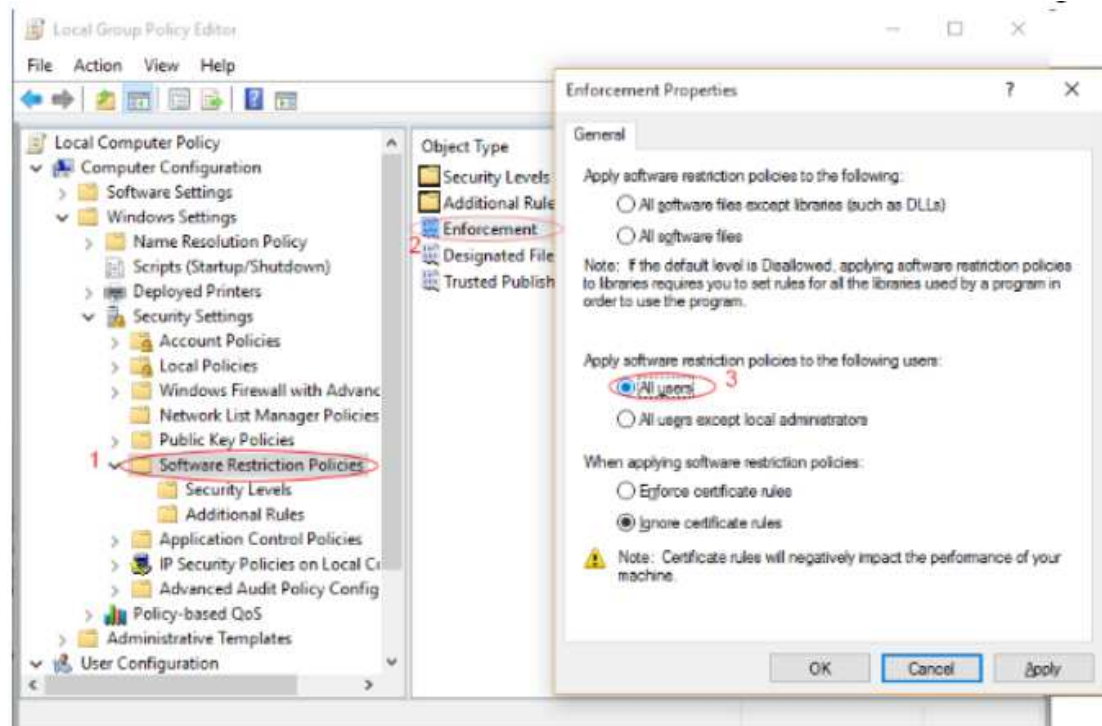 Local Group Policy Editor
File Action View Help
Local Computer Policy
Computer Configuration
Software Settings
Windows Settings
Name Resolution Policy
Scripts (Startup/Shutdown)
Deployed Printers
Security Settings
Account Policies
Local Policies
Windows Firewall with Advanc
Network List Manager Policies
Public Key Policies
1 Software Restriction Policies
Security Levels
Additional Rules
Application Control Policies
IP Security Policies on Local Co
Advanced Audit Policy Config
Policy-based QoS
Administrative Templates
User Configuration
Object Type
Security Levels
Additional Rule
Enforcement
2
Designated File
Trusted Publish
Enforcement Properties
General
Apply software restriction policies to the following:
All software files except libraries (such as DLLs)
All software files
Note: If the default level is Disallowed, applying software restriction policies
to libraries requires you to set rules for all the libraries used by a program in
order to use the program.
Apply software restriction policies to the following users:
All users 3
All users except local administrators
When applying software restriction policies:
Enforce certificate rules
Ignore certificate rules
Note: Certificate rules will negatively impact the performance of your
machine.
OK Cancel Apply